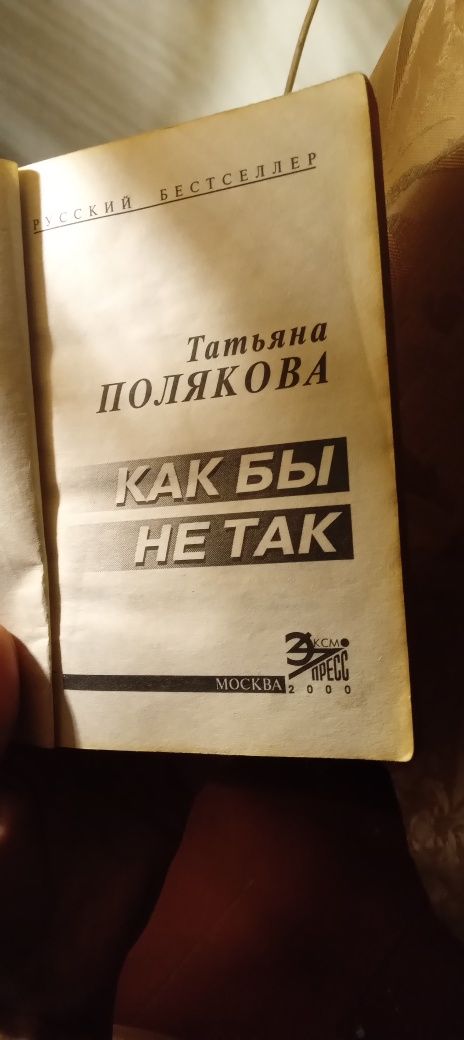 РУССКИЙ БЕСТСЕЛЛЕР
Татьяна
ПОЛЯКОВА
КАК БЫ
НЕ ТАК
ЭКСМО
ПРЕСС
МОСКВА 2000